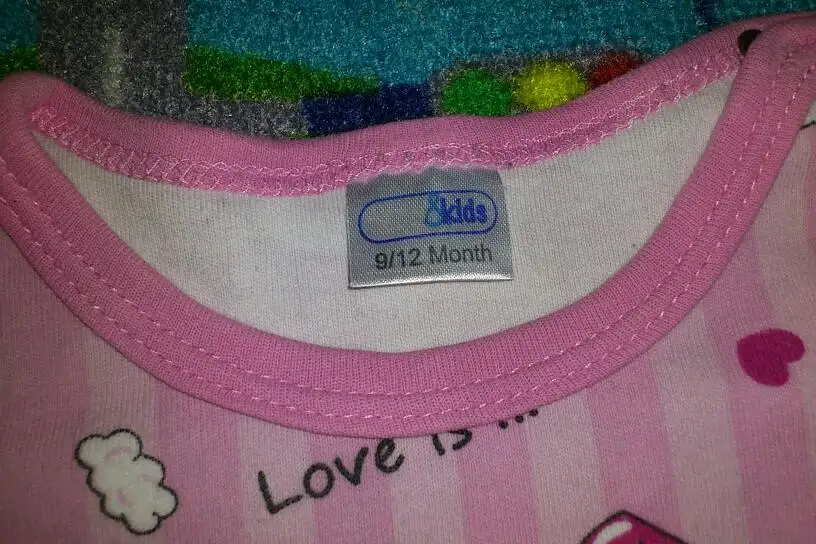 &kids
9/12 Month
Love is ...